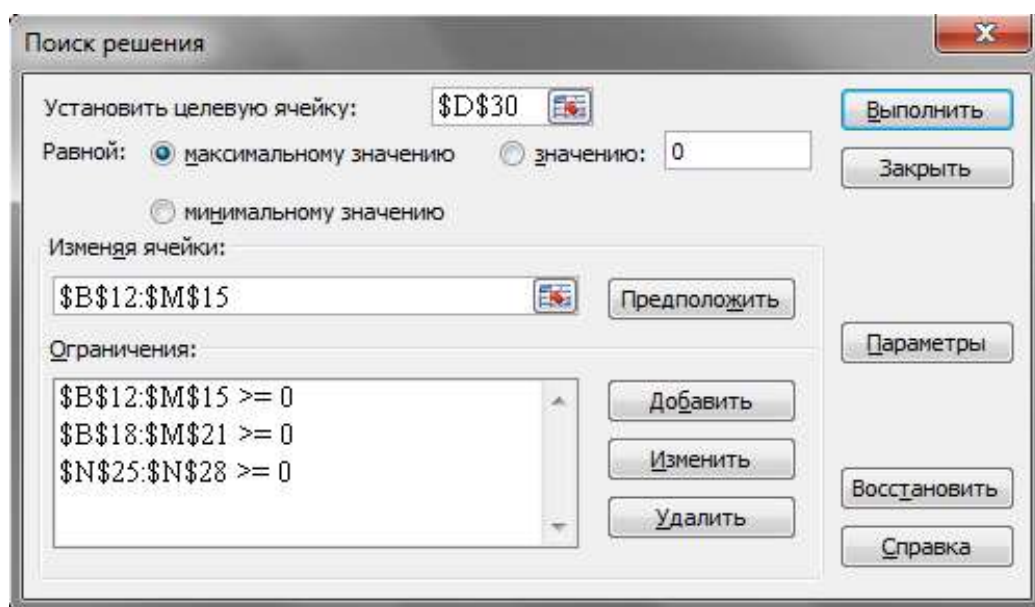 Поиск решения
Установить целевую ячейку: $D$30
Выполнить
Равной: максимальному значению значению: 0
Закрыть
минимальному значению
Изменяя ячейки:
$B$12:$M$15 Предположить
Параметры
Ограничения:
$B$12:$M$15 >= 0
$B$18:$M$21 >= 0
$N$25:$N$28 >= 0
Добавить
Изменить
Удалить
Восстановить
Справка